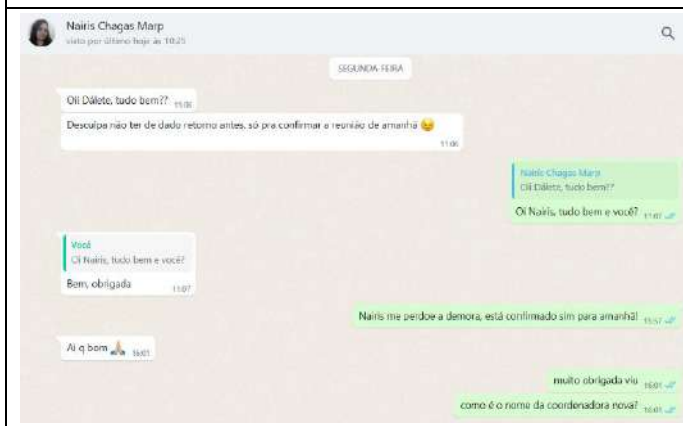 Nairis Chagas Marp
visto por último hoje às 10:25
SEGUNDA-FEIRA
Oii Dálete, tudo bem?? 11:06
Desculpa não ter de dado retorno antes, só pra confirmar a reunião de amanhã 😉
11:06
Nairis Chagas Marp
Oii Dálete, tudo bem??
Oi Nairis, tudo bem e você? 11:07
Você
Oi Nairis, tudo bem e você?
Bem, obrigada 11:07
Nairis me perdoe a demora, está confirmado sim para amanhã! 15:57
Ai q bom 🙏🏼 16:01
muito obrigada viu 16:01
como é o nome da coordenadora nova? 16:01